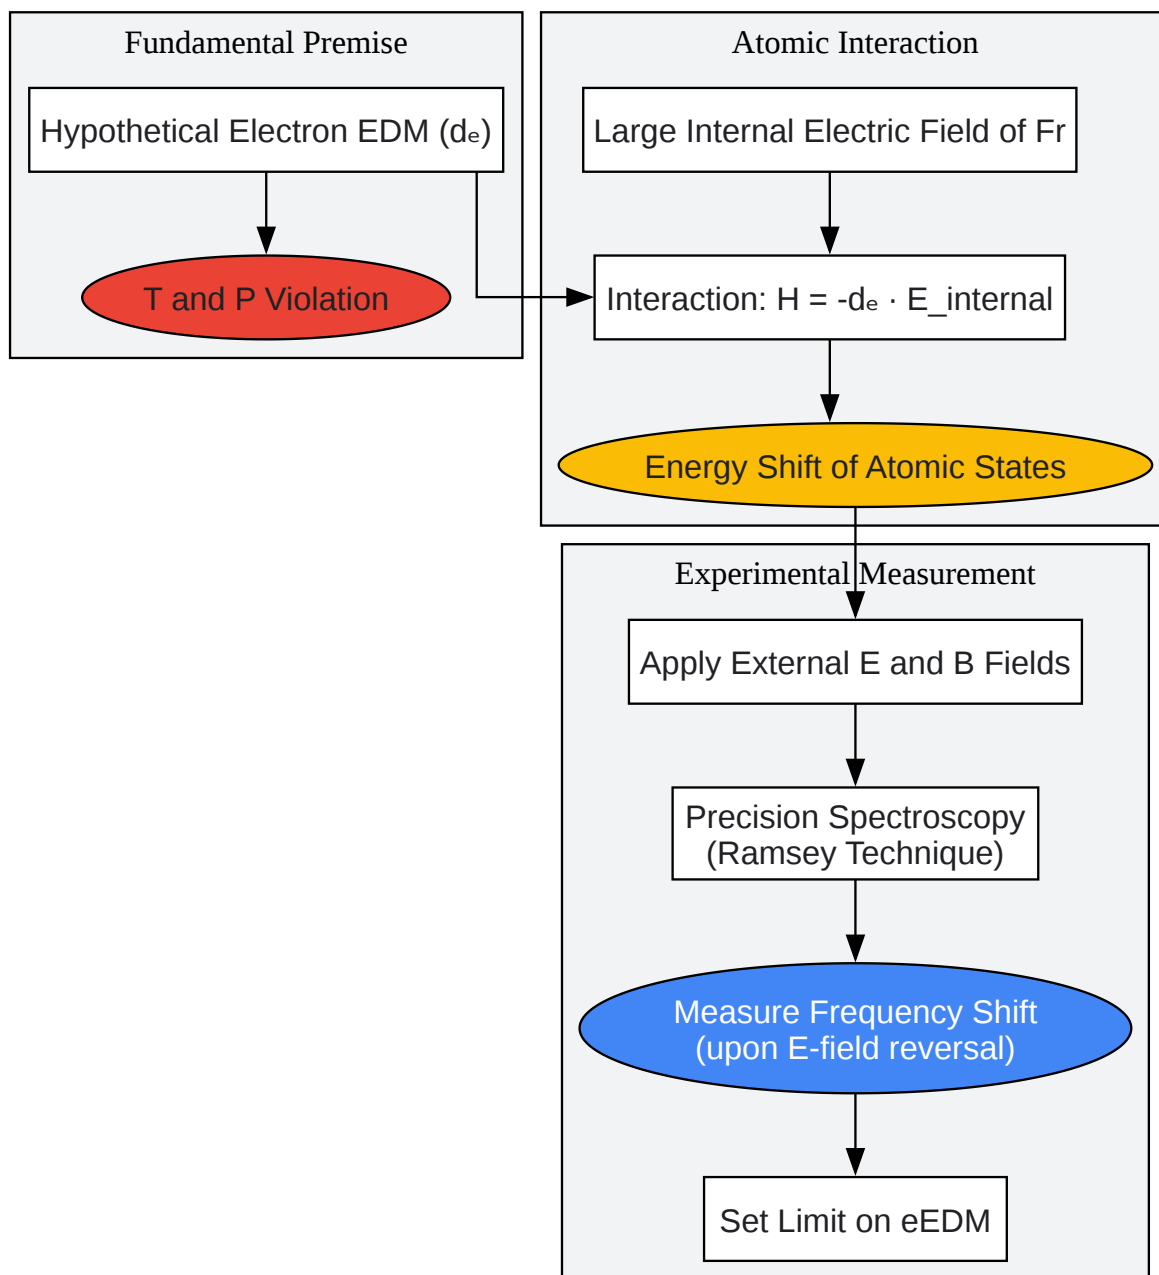 Fundamental Premise
Hypothetical Electron EDM (dₑ)
T and P Violation
Atomic Interaction
Large Internal Electric Field of Fr
Interaction: H = -dₑ · E_internal
Energy Shift of Atomic States
Experimental Measurement
Apply External E and B Fields
Precision Spectroscopy
(Ramsey Technique)
Measure Frequency Shift
(upon E-field reversal)
Set Limit on eEDM